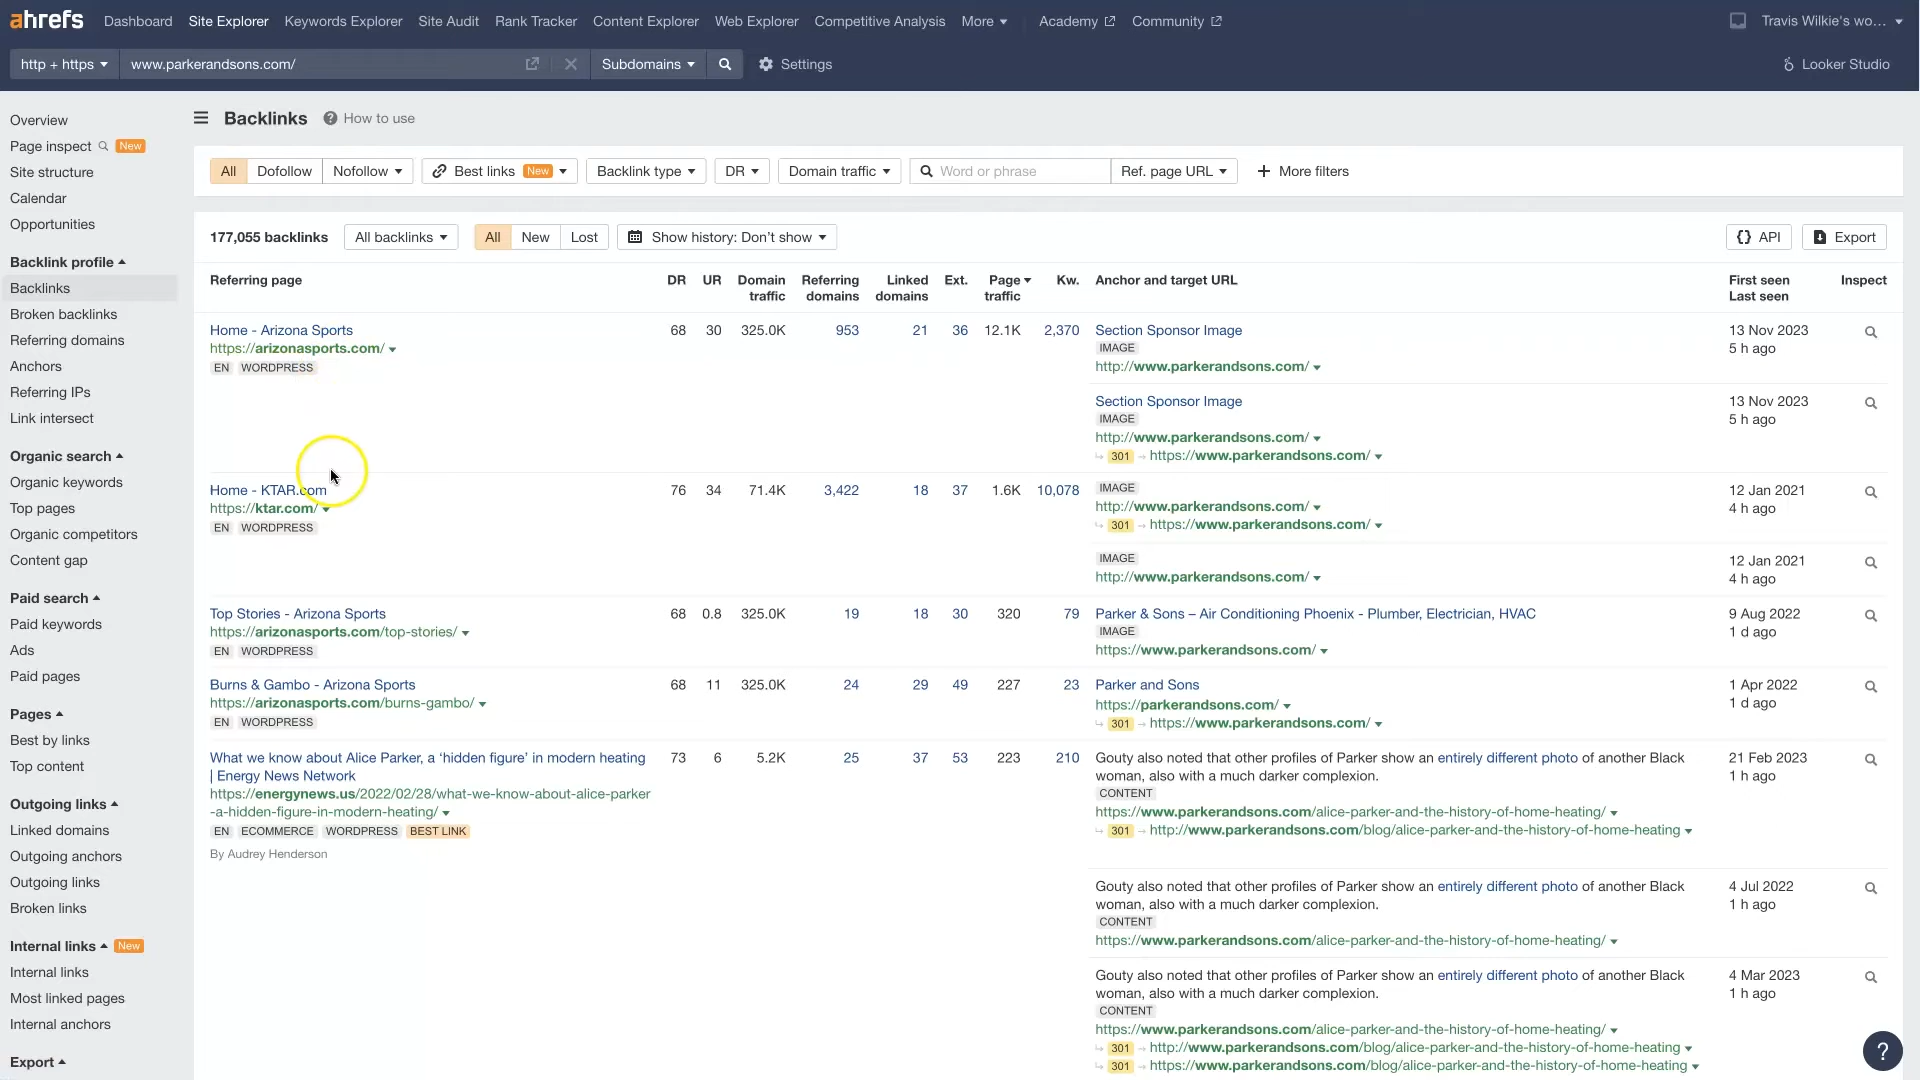 ahrefs
Dashboard
Site Explorer
Keywords Explorer
Site Audit
Rank Tracker
Content Explorer
Web Explorer
Competitive Analysis
More
Academy
Community
Travis Wilkie's wo...
http + https
www.parkerandsons.com/
Subdomains
Settings
Looker Studio
Overview
Page inspect New
Site structure
Calendar
Opportunities
Backlink profile
Backlinks
Broken backlinks
Referring domains
Anchors
Referring IPs
Link intersect
Organic search
Organic keywords
Top pages
Organic competitors
Content gap
Paid search
Paid keywords
Ads
Paid pages
Pages
Best by links
Top content
Outgoing links
Linked domains
Outgoing anchors
Outgoing links
Broken links
Internal links New
Internal links
Most linked pages
Internal anchors
Export
Backlinks ? How to use
All Dofollow Nofollow Best links New Backlink type DR Domain traffic Word or phrase Ref. page URL + More filters
177,055 backlinks All backlinks All New Lost Show history: Don't show {} API Export
Referring page
DR
UR
Domain
traffic
Referring
domains
Linked
domains
Ext.
Page
traffic
Kw.
Anchor and target URL
First seen
Last seen
Inspect
Home - Arizona Sports
https://arizonasports.com/
EN WORDPRESS
68 30 325.0K 953 21 36 12.1K 2,370
Section Sponsor Image
IMAGE
http://www.parkerandsons.com/
13 Nov 2023
5 h ago
Section Sponsor Image
IMAGE
http://www.parkerandsons.com/
301 → https://www.parkerandsons.com/
13 Nov 2023
5 h ago
Home - KTAR.com
https://ktar.com/
EN WORDPRESS
76 34 71.4K 3,422 18 37 1.6K 10,078
IMAGE
http://www.parkerandsons.com/
301 → https://www.parkerandsons.com/
12 Jan 2021
4 h ago
IMAGE
http://www.parkerandsons.com/
12 Jan 2021
4 h ago
Top Stories - Arizona Sports
https://arizonasports.com/top-stories/
EN WORDPRESS
68 0.8 325.0K 19 18 30 320 79
Parker & Sons – Air Conditioning Phoenix - Plumber, Electrician, HVAC
IMAGE
https://www.parkerandsons.com/
9 Aug 2022
1 d ago
Burns & Gambo - Arizona Sports
https://arizonasports.com/burns-gambo/
EN WORDPRESS
68 11 325.0K 24 29 49 227 23
Parker and Sons
https://parkerandsons.com/
301 → https://www.parkerandsons.com/
1 Apr 2022
1 d ago
What we know about Alice Parker, a ‘hidden figure’ in modern heating
| Energy News Network
https://energynews.us/2022/02/28/what-we-know-about-alice-parker
-a-hidden-figure-in-modern-heating/
EN ECOMMERCE WORDPRESS BEST LINK
By Audrey Henderson
73 6 5.2K 25 37 53 223 210
Gouty also noted that other profiles of Parker show an entirely different photo of another Black
woman, also with a much darker complexion.
CONTENT
https://www.parkerandsons.com/alice-parker-and-the-history-of-home-heating/
301 → http://www.parkerandsons.com/blog/alice-parker-and-the-history-of-home-heating
21 Feb 2023
1 h ago
Gouty also noted that other profiles of Parker show an entirely different photo of another Black
woman, also with a much darker complexion.
CONTENT
https://www.parkerandsons.com/alice-parker-and-the-history-of-home-heating/
4 Jul 2022
1 h ago
Gouty also noted that other profiles of Parker show an entirely different photo of another Black
woman, also with a much darker complexion.
CONTENT
https://www.parkerandsons.com/alice-parker-and-the-history-of-home-heating/
301 → http://www.parkerandsons.com/blog/alice-parker-and-the-history-of-home-heating
301 → https://www.parkerandsons.com/blog/alice-parker-and-the-history-of-home-heating
4 Mar 2023
1 h ago
?